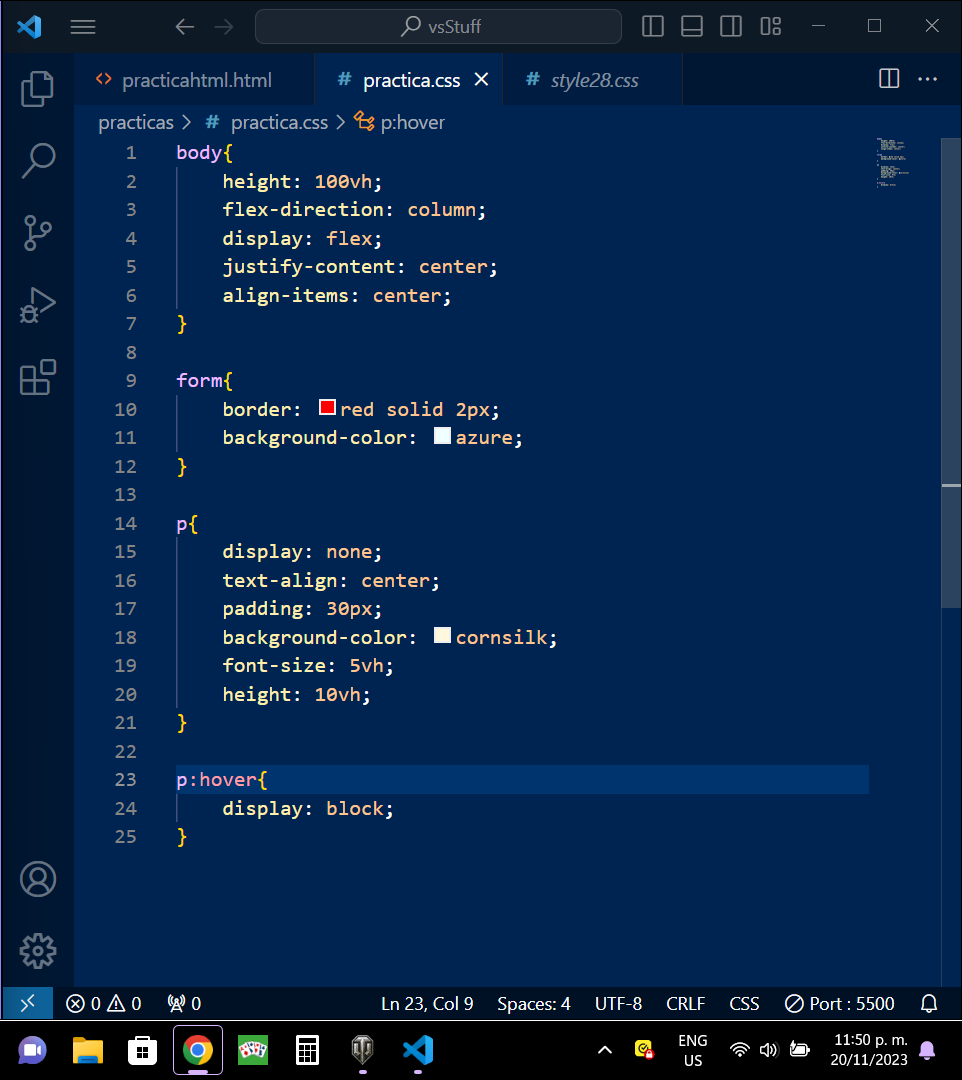 vsStuff
practicahtml.html
# practica.css
# style28.css
practicas > # practica.css > p:hover
1 body{
2 height: 100vh;
3 flex-direction: column;
4 display: flex;
5 justify-content: center;
6 align-items: center;
7 }
8
9 form{
10 border: red solid 2px;
11 background-color: azure;
12 }
13
14 p{
15 display: none;
16 text-align: center;
17 padding: 30px;
18 background-color: cornsilk;
19 font-size: 5vh;
20 height: 10vh;
21 }
22
23 p:hover{
24 display: block;
25 }
0 0 0 Ln 23, Col 9 Spaces: 4 UTF-8 CRLF CSS Port : 5500
ENG
US
11:50 p. m.
20/11/2023